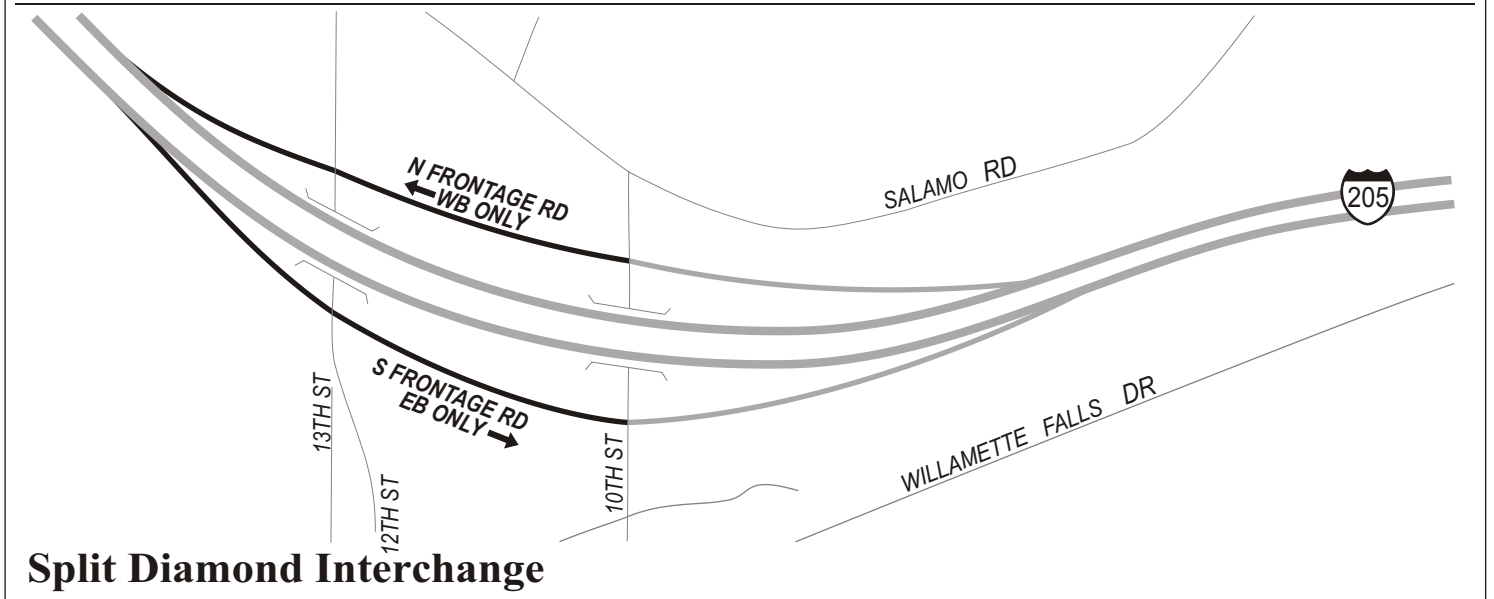 N FRONTAGE RD
WB ONLY
SALAMO RD
205
S FRONTAGE RD
EB ONLY
13TH ST
12TH ST
10TH ST
WILLAMETTE FALLS DR
Split Diamond Interchange